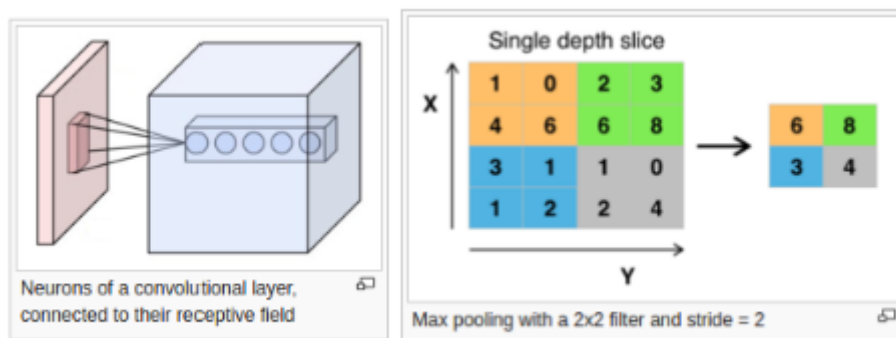 Neurons of a convolutional layer,
connected to their receptive field
Single depth slice
X
1 0 2 3
4 6 6 8
3 1 1 0
1 2 2 4
Y
6 8
3 4
Max pooling with a 2x2 filter and stride = 2